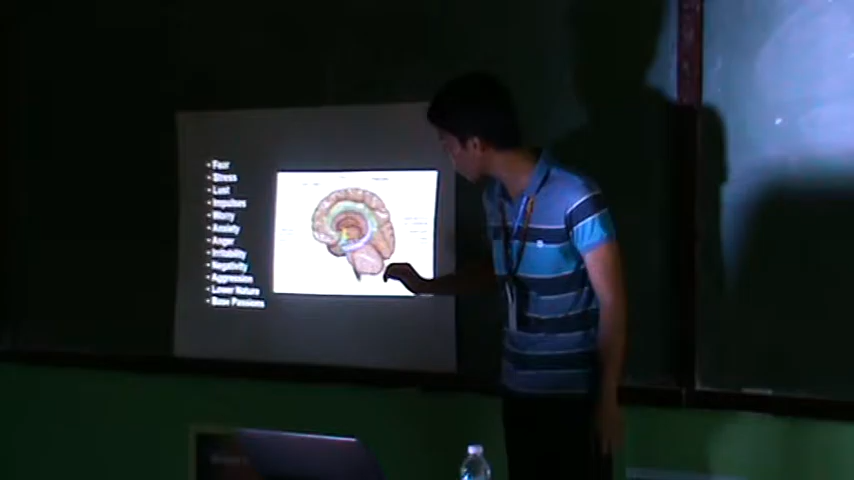 • Fear
• Stress
• Lust
• Impulses
• Worry
• Anxiety
• Anger
• Irritability
• Negativity
• Aggression
• Lower Nature
• Base Passions